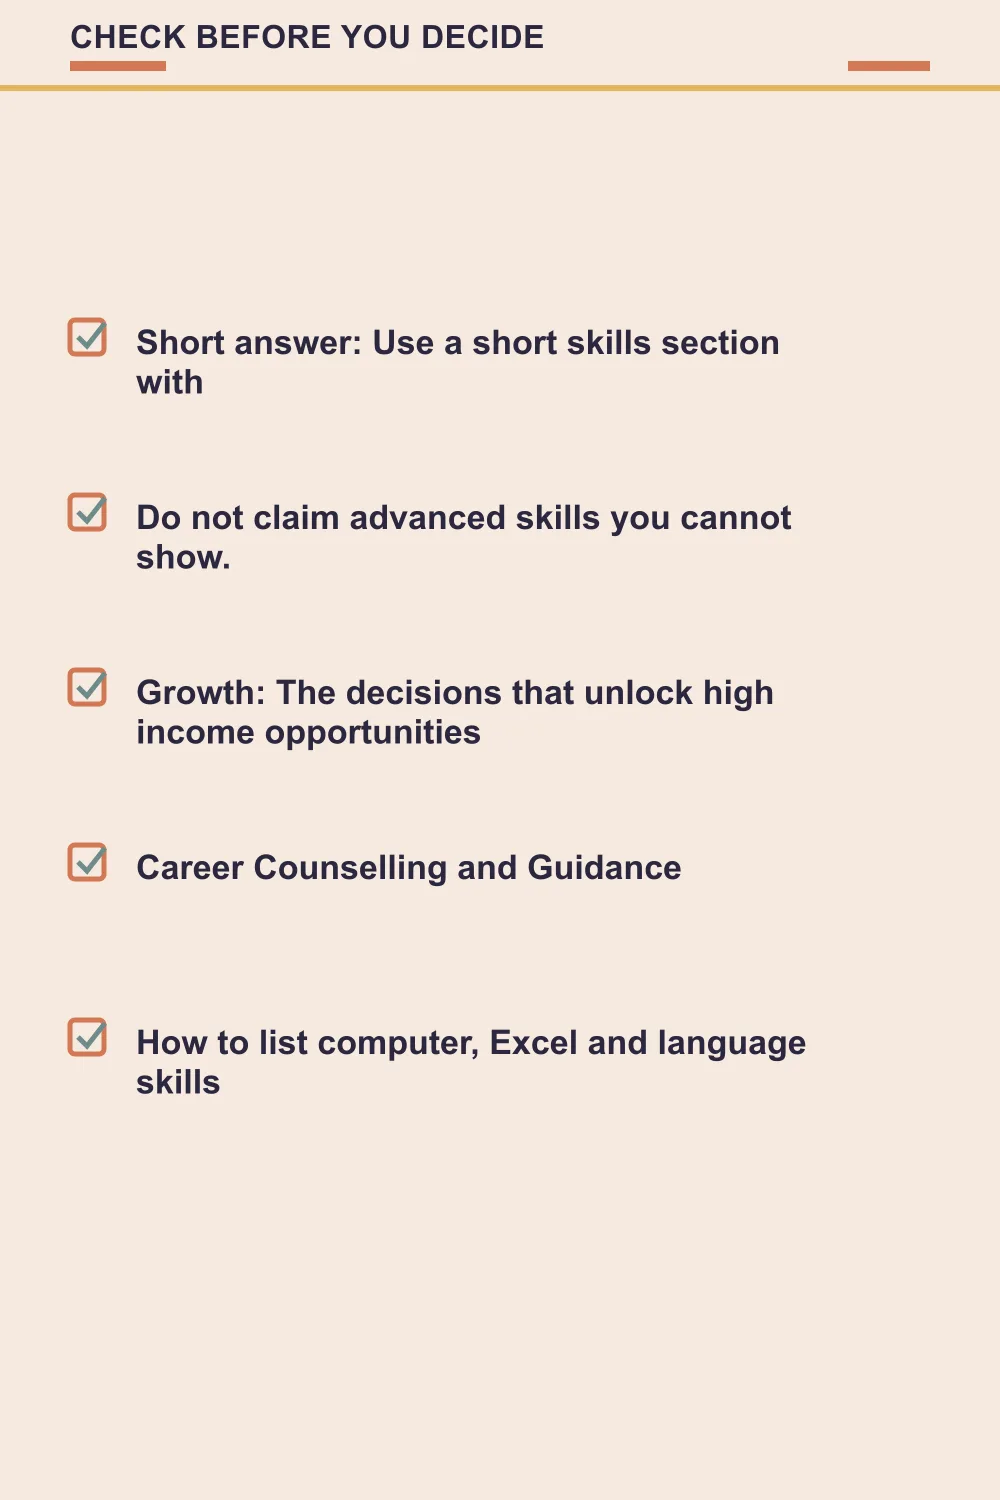 CHECK BEFORE YOU DECIDE
Short answer: Use a short skills section
with
Do not claim advanced skills you cannot
show.
Growth: The decisions that unlock high
income opportunities
Career Counselling and Guidance
How to list computer, Excel and language
skills